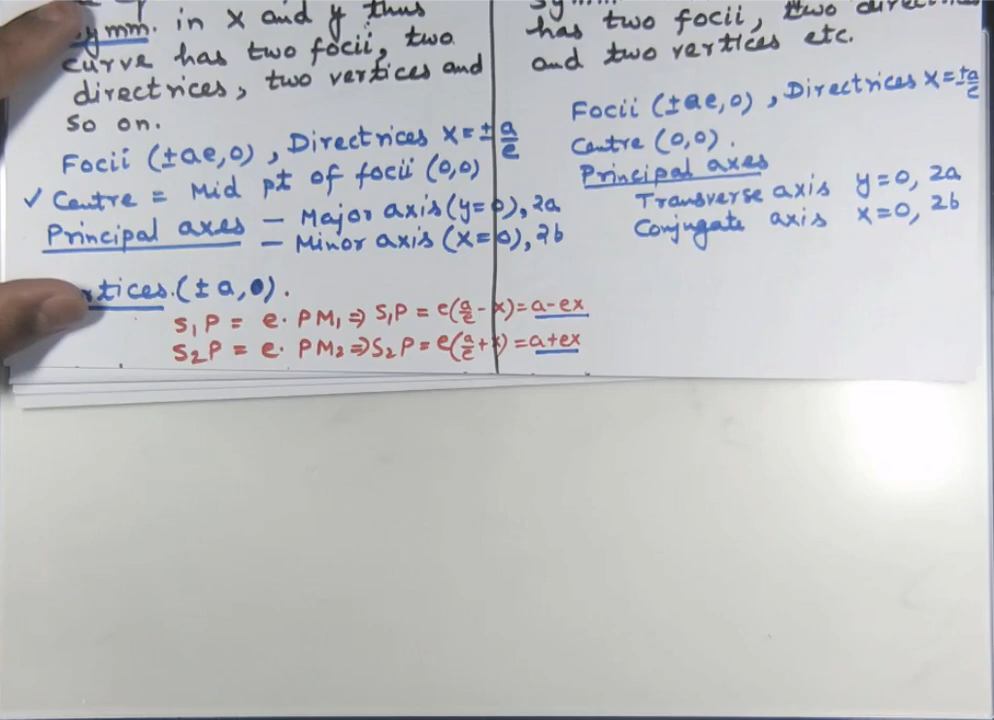 symm. in x and y thus
curve has two focii, two
directrices, two vertices and
so on.
Focii (±ae,0), Directrices x=±a/e
✓ Centre = Mid pt of focii (0,0)
Principal axes – Major axis (y=0), 2a
– Minor axis (x=0), 2b
rtices. (±a,0).
S₁P = e. PM₁ ⇒ S₁P = e(a/e - x) = a-ex
S₂P = e. PM₂ ⇒ S₂P = e(a/e + x) = a+ex
has two focii, two
and two vertices etc.
Focii (±ae,0), Directrices x=±a/e
Centre (0,0).
Principal axes
Transverse axis y=0, 2a
Conjugate axis x=0, 2b